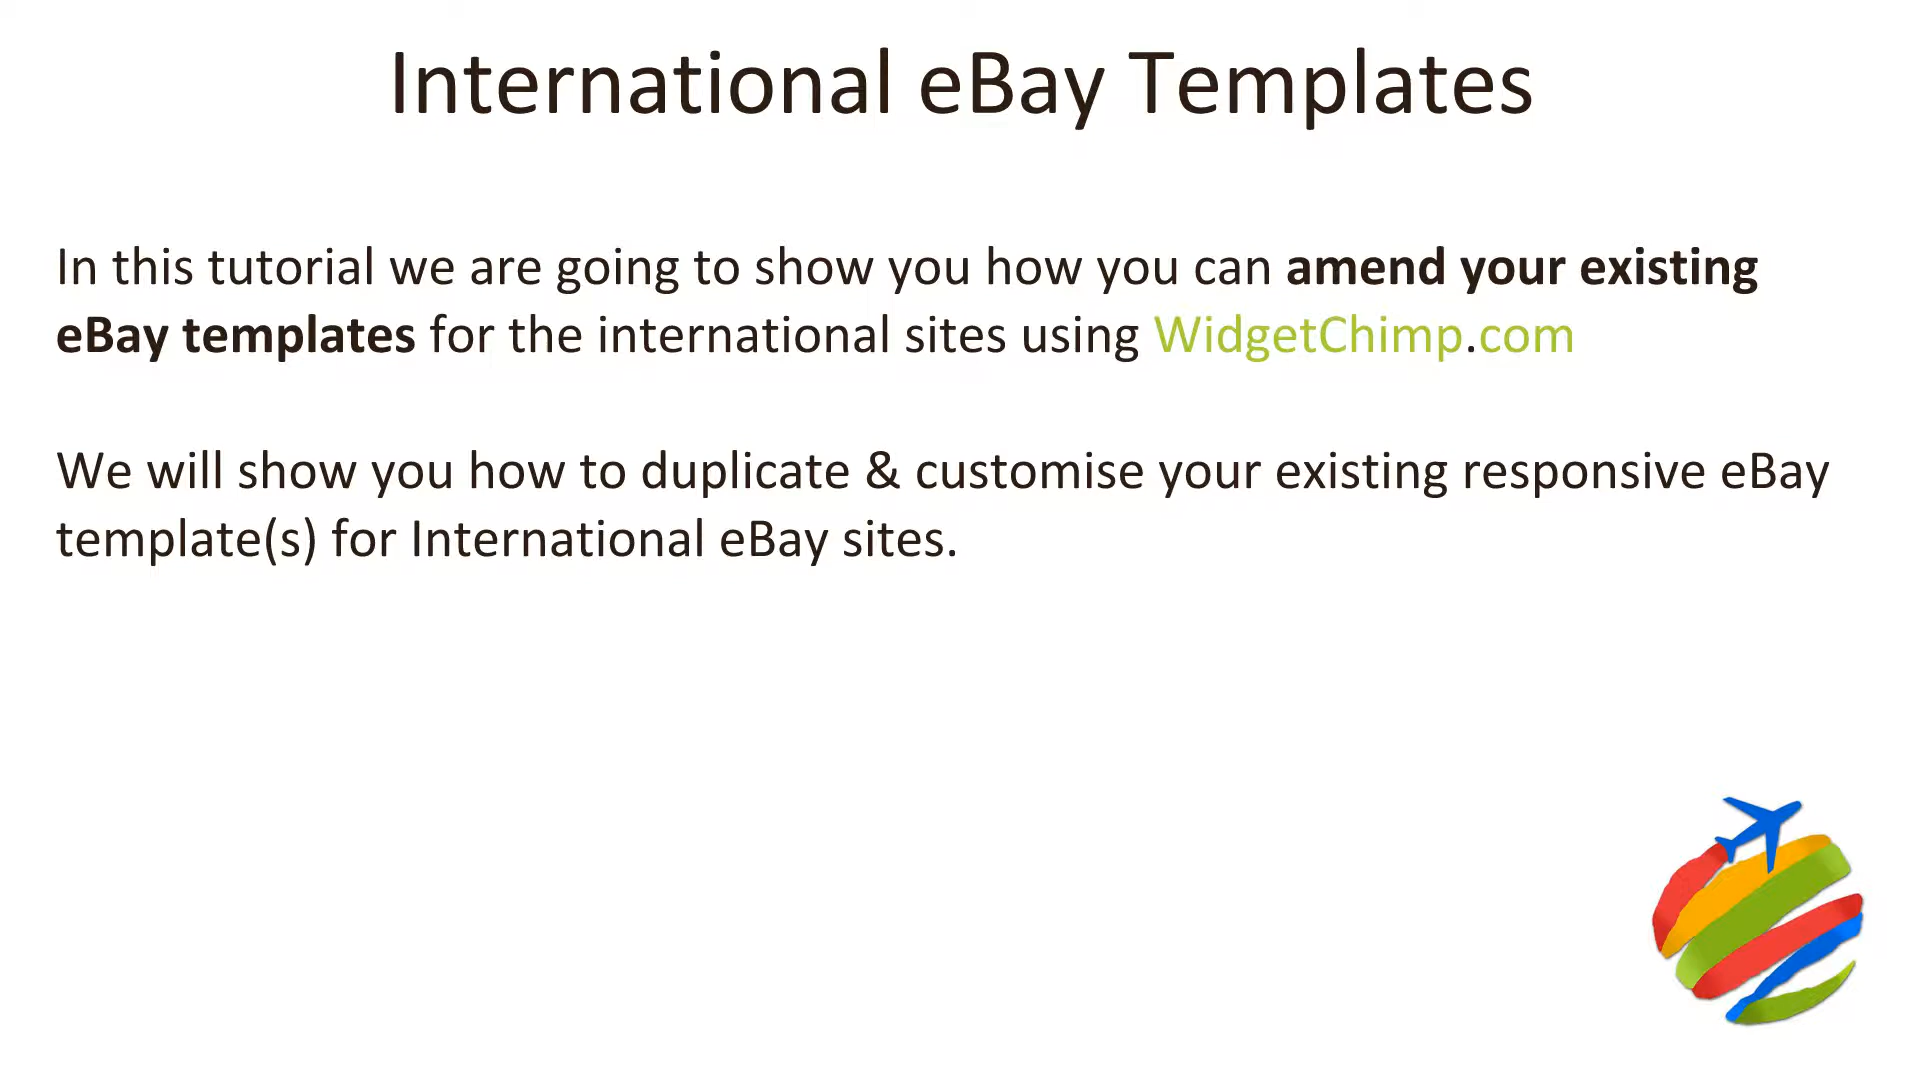 International eBay Templates
In this tutorial we are going to show you how you can amend your existing
eBay templates for the international sites using WidgetChimp.com
We will show you how to duplicate & customise your existing responsive eBay
template(s) for International eBay sites.